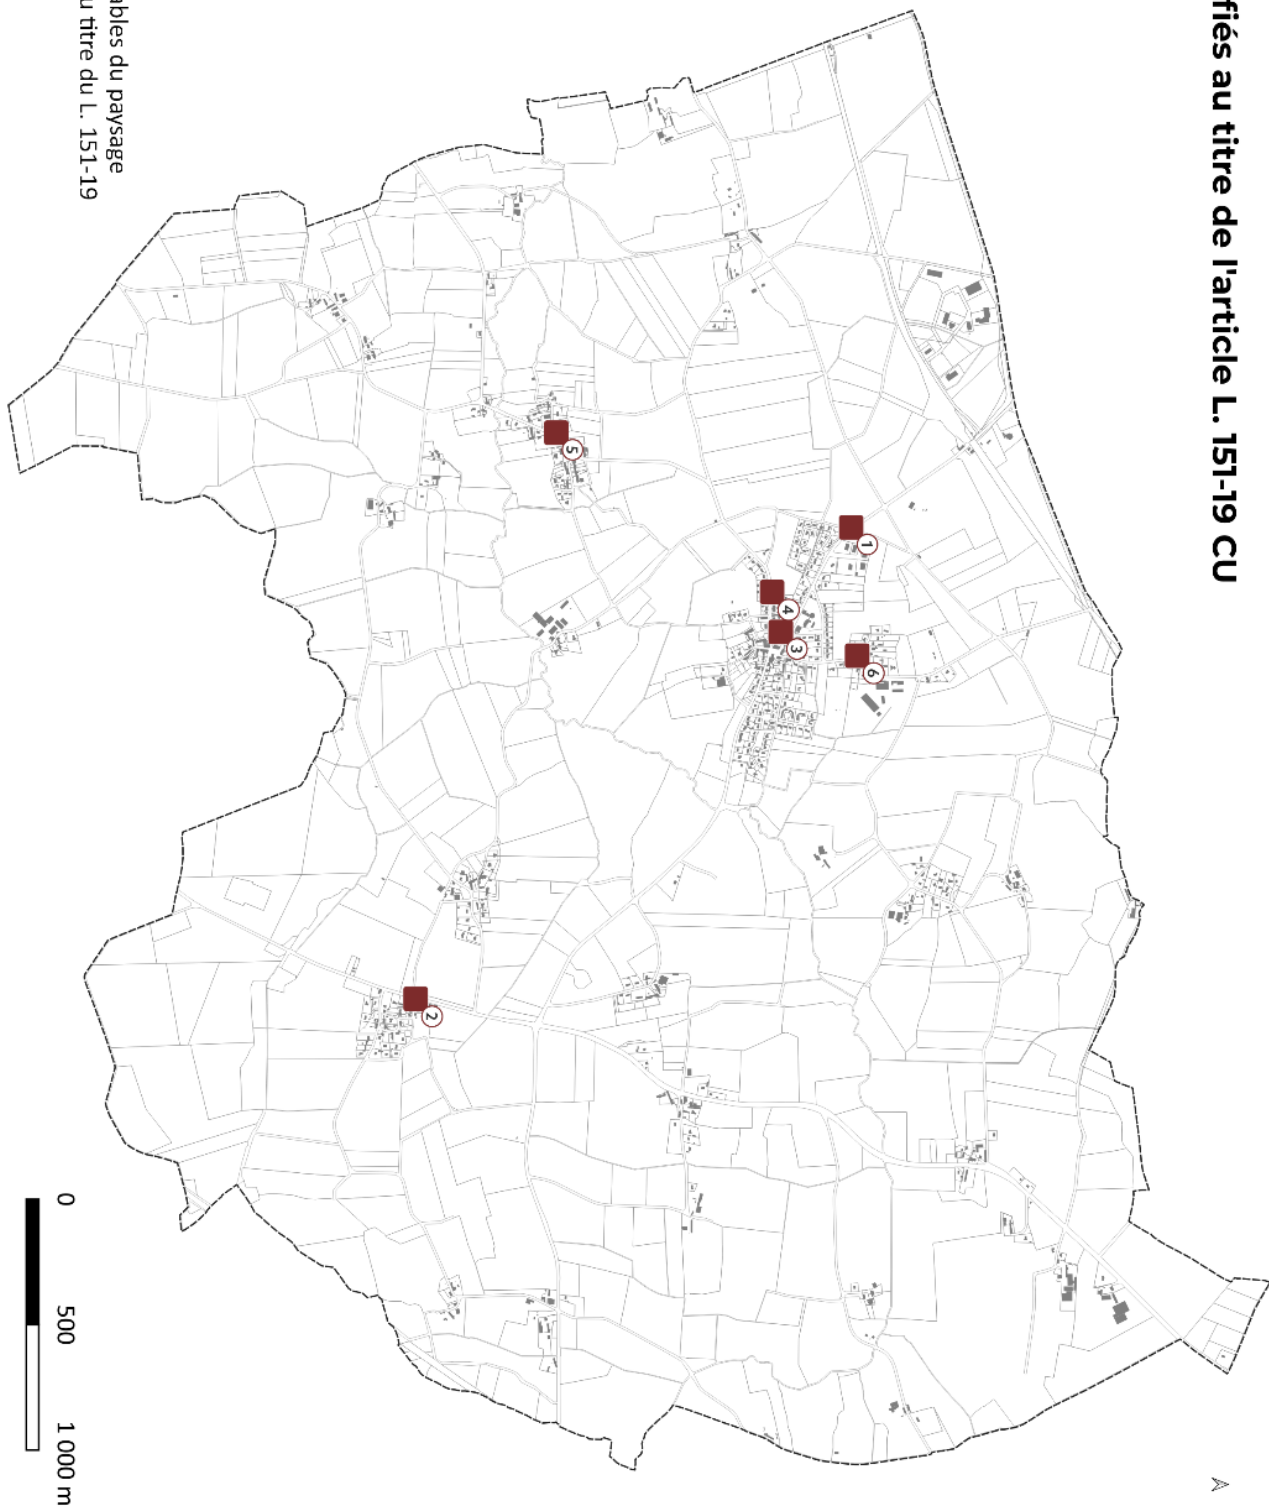 fiés au titre de l'article L. 151-19 CU
1
6
4
3
5
2
ables du paysage
u titre du L. 151-19
0 500 1 000 m